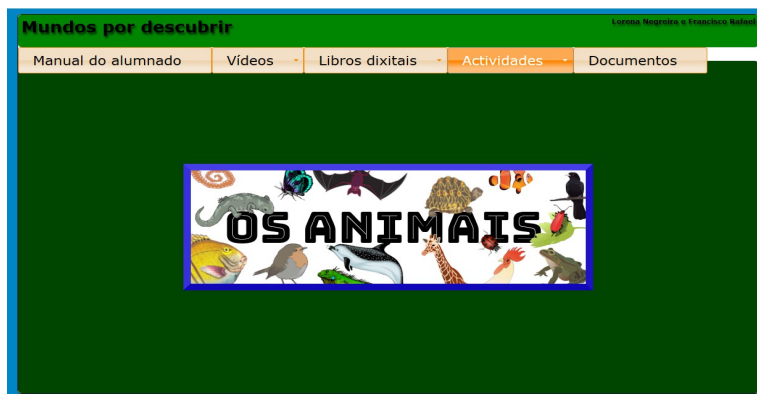 Mundos por descubrir
Lorena Negreira e Francisco Rafael
Manual do alumnado Vídeos Libros dixitais Actividades Documentos
OS ANIMAIS